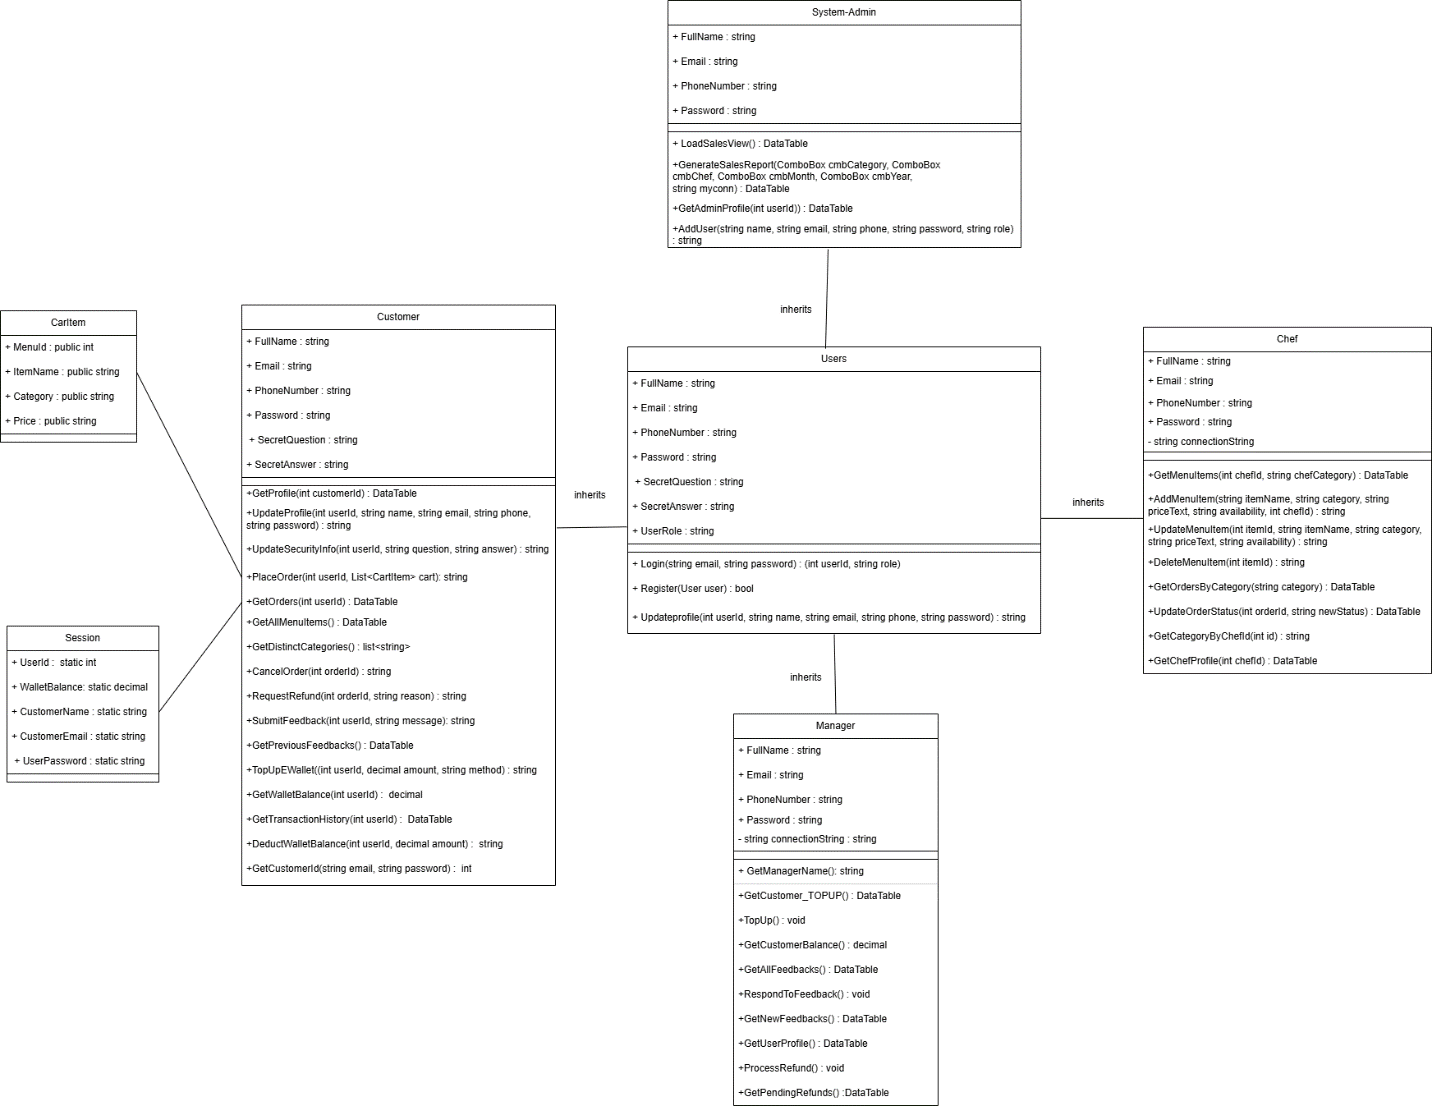 System-Admin
+ FullName : string
+ Email : string
+ PhoneNumber : string
+ Password : string
+ LoadSalesView() : DataTable
+GenerateSalesReport(ComboBox cmbCategory, ComboBox
cmbChef, ComboBox cmbMonth, ComboBox cmbYear,
string myconn) : DataTable
+GetAdminProfile(int userId)) : DataTable
+AddUser(string name, string email, string phone, string password, string role)
: string
inherits
CarItem
+ MenuId : public int
+ ItemName : public string
+ Category : public string
+ Price : public string
Session
+ UserId :  static int
+ WalletBalance: static decimal
+ CustomerName : static string
+ CustomerEmail : static string
+ UserPassword : static string
Customer
+ FullName : string
+ Email : string
+ PhoneNumber : string
+ Password : string
+ SecretQuestion : string
+ SecretAnswer : string
+GetProfile(int customerId) : DataTable
+UpdateProfile(int userId, string name, string email, string phone,
string password) : string
+UpdateSecurityInfo(int userId, string question, string answer) : string
+PlaceOrder(int userId, List<CartItem> cart): string
+GetOrders(int userId) : DataTable
+GetAllMenuItems() : DataTable
+GetDistinctCategories() : list<string>
+CancelOrder(int orderId) : string
+RequestRefund(int orderId, string reason) : string
+SubmitFeedback(int userId, string message): string
+GetPreviousFeedbacks() : DataTable
+TopUpEWallet((int userId, decimal amount, string method) : string
+GetWalletBalance(int userId) :  decimal
+GetTransactionHistory(int userId) :  DataTable
+DeductWalletBalance(int userId, decimal amount) :  string
+GetCustomerId(string email, string password) :  int
inherits
Users
+ FullName : string
+ Email : string
+ PhoneNumber : string
+ Password : string
+ SecretQuestion : string
+ SecretAnswer : string
+ UserRole : string
+ Login(string email, string password) : (int userId, string role)
+ Register(User user) : bool
+ Updateprofile(int userId, string name, string email, string phone, string password) : string
inherits
Chef
+ FullName : string
+ Email : string
+ PhoneNumber : string
+ Password : string
- string connectionString
+GetMenuItems(int chefId, string chefCategory) : DataTable
+AddMenuItem(string itemName, string category, string
priceText, string availability, int chefId) : string
+UpdateMenuItem(int itemId, string itemName, string category,
string priceText, string availability) : string
+DeleteMenuItem(int itemId) : string
+GetOrdersByCategory(string category) : DataTable
+UpdateOrderStatus(int orderId, string newStatus) : DataTable
+GetCategoryByChefId(int id) : string
+GetChefProfile(int chefId) : DataTable
inherits
Manager
+ FullName : string
+ Email : string
+ PhoneNumber : string
+ Password : string
- string connectionString : string
+ GetManagerName(): string
+GetCustomer_TOPUP() : DataTable
+TopUp() : void
+GetCustomerBalance() : decimal
+GetAllFeedbacks() : DataTable
+RespondToFeedback() : void
+GetNewFeedbacks() : DataTable
+GetUserProfile() : DataTable
+ProcessRefund() : void
+GetPendingRefunds() :DataTable